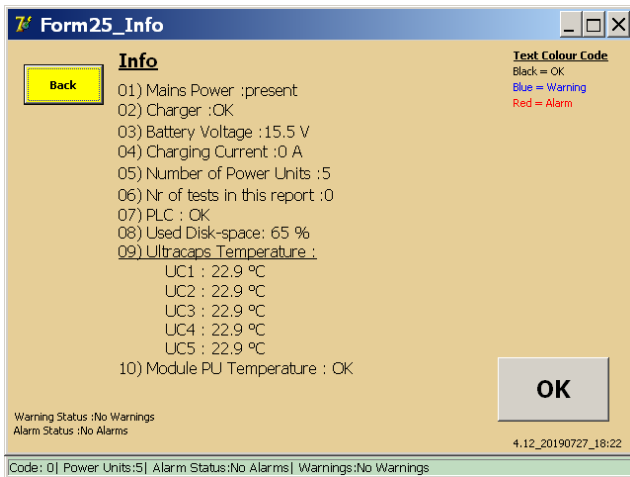 Form25_Info
Info
Back
Text Colour Code
Black = OK
Blue = Warning
Red = Alarm
01) Mains Power :present
02) Charger :OK
03) Battery Voltage :15.5 V
04) Charging Current :0 A
05) Number of Power Units :5
06) Nr of tests in this report :0
07) PLC : OK
08) Used Disk-space: 65 %
09) Ultracaps Temperature :
UC1 : 22.9 ºC
UC2 : 22.9 ºC
UC3 : 22.9 ºC
UC4 : 22.9 ºC
UC5 : 22.9 ºC
10) Module PU Temperature : OK
OK
Warning Status :No Warnings
Alarm Status :No Alarms
4.12_20190727_18:22
Code: 0| Power Units:5| Alarm Status:No Alarms| Warnings:No Warnings